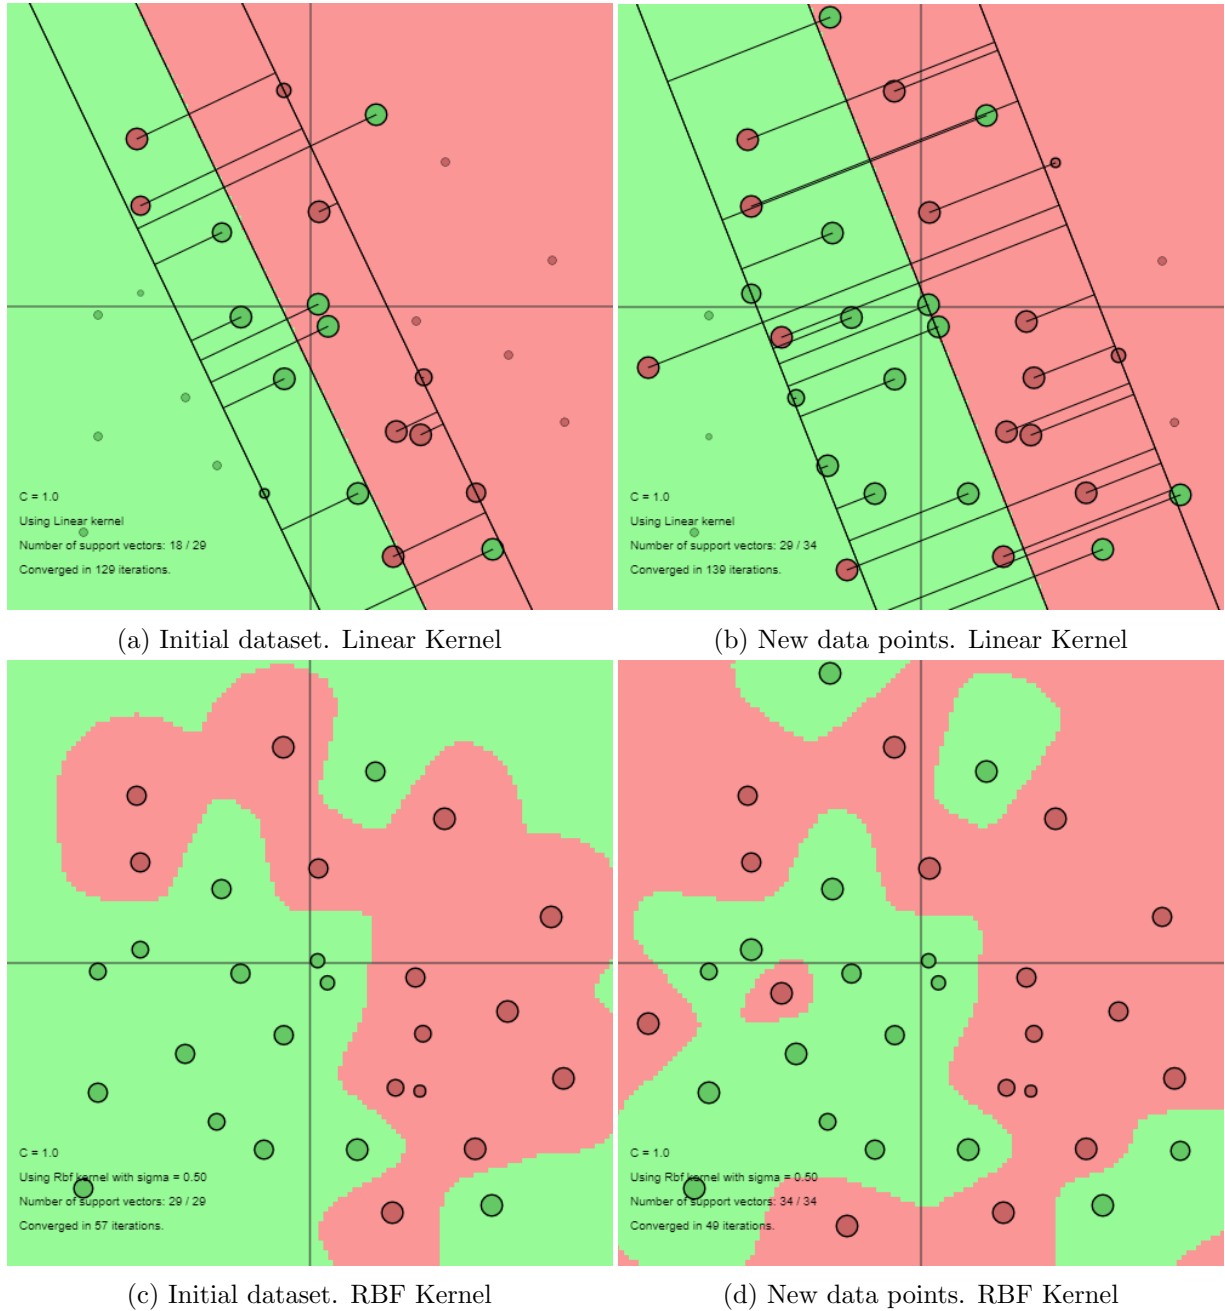 C = 1.0
Using Linear kernel
Number of support vectors: 18 / 29
Converged in 129 iterations.
C = 1.0
Using Linear kernel
Number of support vectors: 29 / 34
Converged in 139 iterations.
(a) Initial dataset. Linear Kernel
(b) New data points. Linear Kernel
C = 1.0
Using Rbf kernel with sigma = 0.50
Number of support vectors: 29 / 29
Converged in 57 iterations.
C = 1.0
Using Rbf kernel with sigma = 0.50
Number of support vectors: 34 / 34
Converged in 49 iterations.
(c) Initial dataset. RBF Kernel
(d) New data points. RBF Kernel